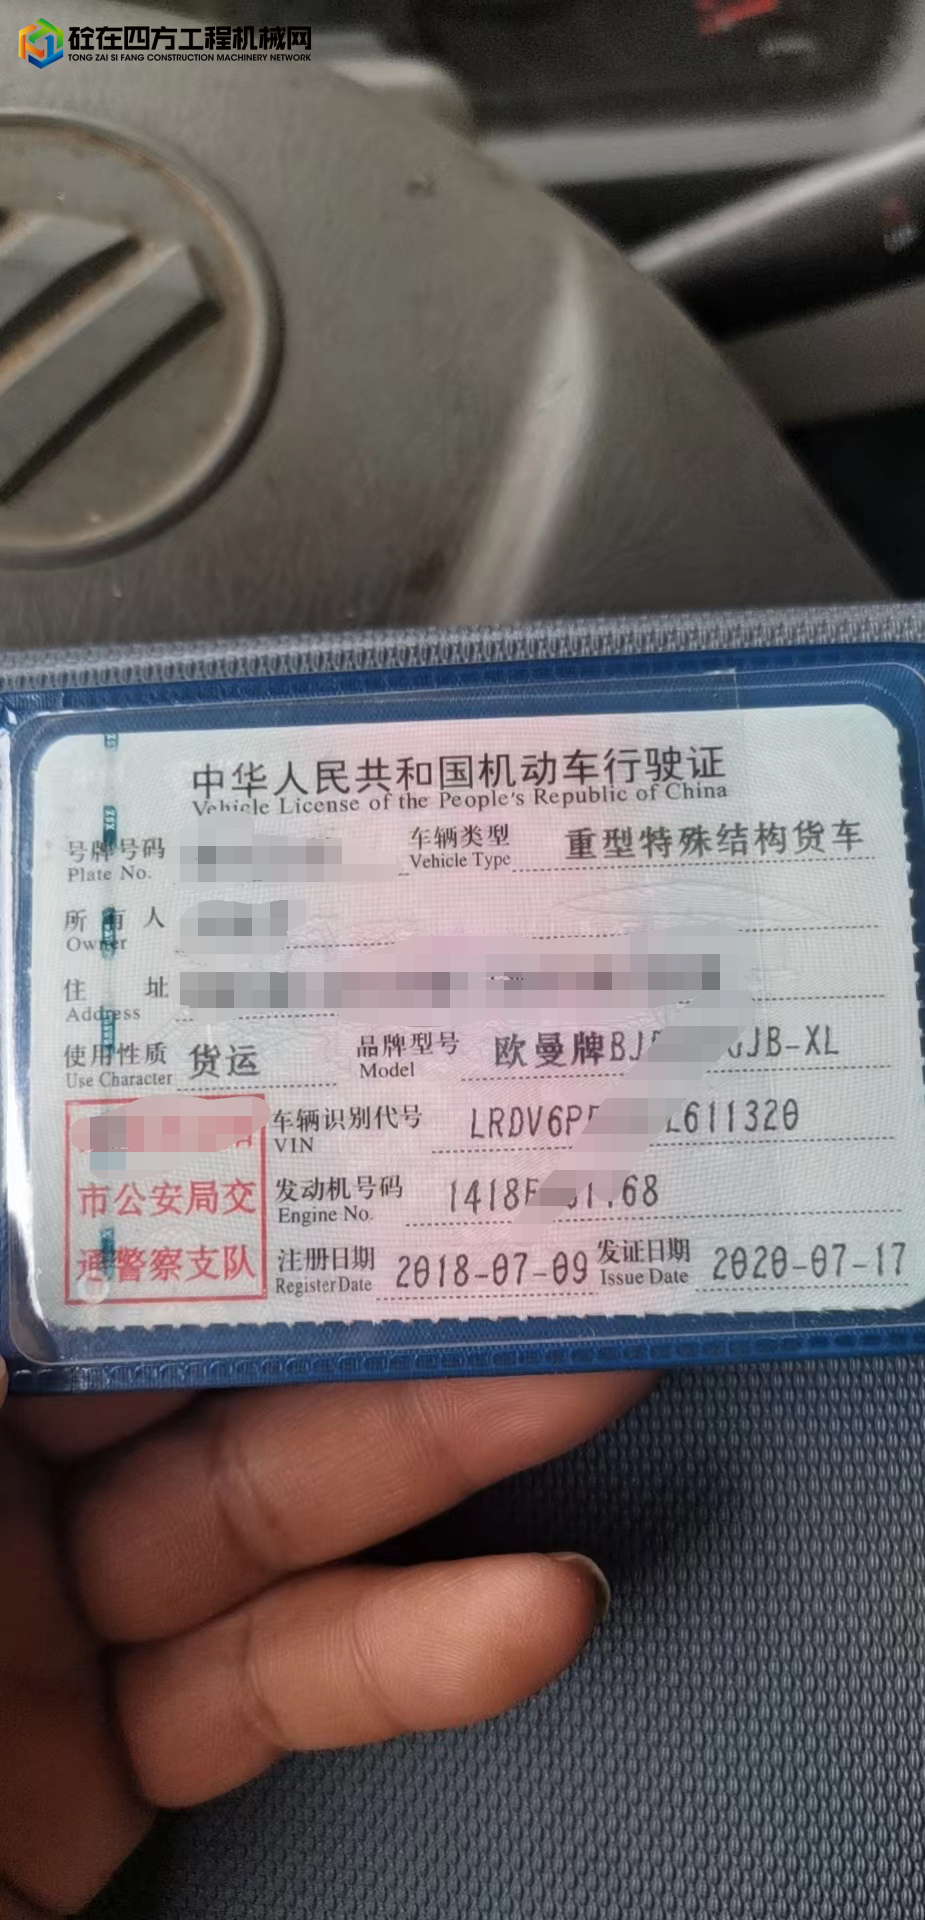 砼在四方工程机械网
TONG ZAI SI FANG CONSTRUCTION MACHINERY NETWORK
中华人民共和国机动车行驶证
Vehicle License of the People's Republic of China
号牌号码 车辆类型 重型特殊结构货车
Plate No. Vehicle Type
所有人
Owner
住址
Address
使用性质 货运 品牌型号 欧曼牌BJ JB-XL
Use Character Model
车辆识别代号 LRDV6P L611320
VIN
市公安局交 发动机号码 1418 68
Engine No.
通警察支队 注册日期 2018-07-09 发证日期 2020-07-17
Register Date Issue Date